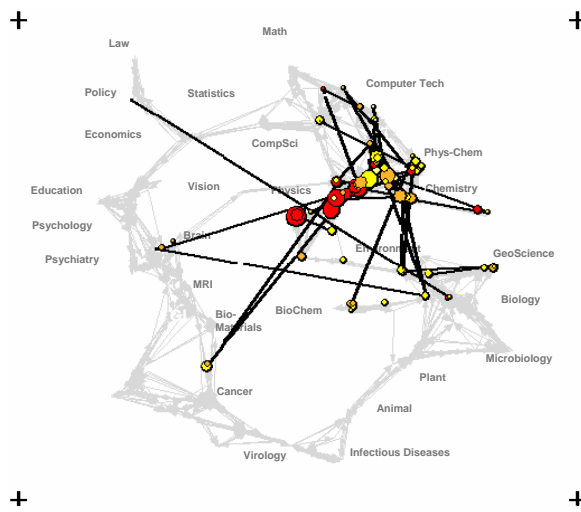 Math
Law
Computer Tech
Policy
Statistics
Economics
CompSci
Phys-Chem
Vision
Physics
Chemistry
Education
Psychology
Brain
Environment
GeoScience
Psychiatry
MRI
Biology
BioChem
Bio-
Materials
Microbiology
Plant
Cancer
Animal
Virology
Infectious Diseases